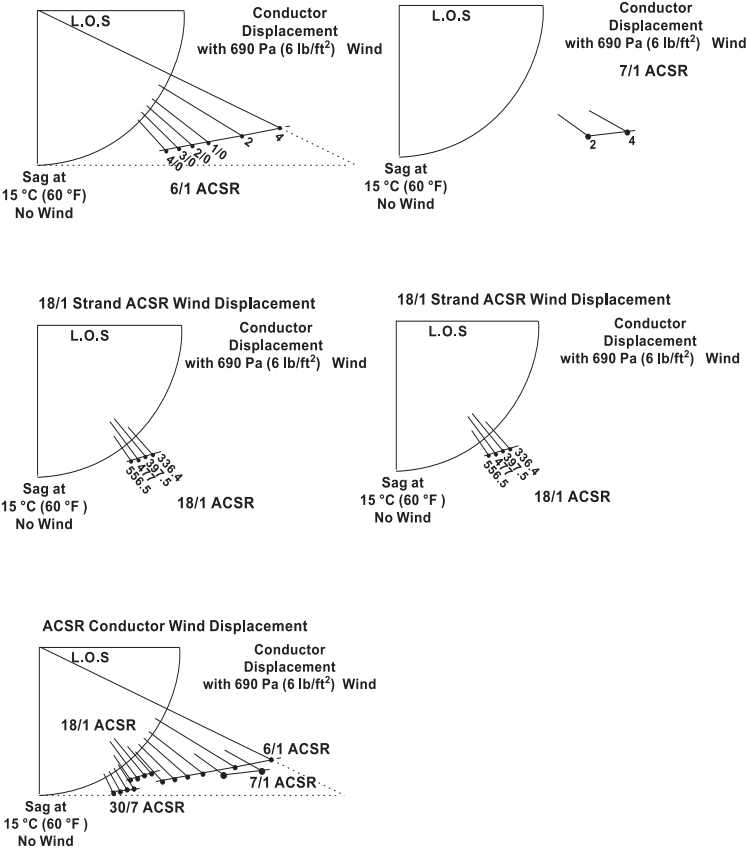 L.O.S
Conductor
Displacement
with 690 Pa (6 lb/ft²) Wind
4
2
1/0
2/0
3/0
4/0
Sag at
15 °C (60 °F)
No Wind
6/1 ACSR
L.O.S
Conductor
Displacement
with 690 Pa (6 lb/ft²) Wind
7/1 ACSR
2
4
Sag at
15 °C (60 °F)
No Wind
18/1 Strand ACSR Wind Displacement
L.O.S
Conductor
Displacement
with 690 Pa (6 lb/ft²) Wind
336.4
397.5
477
556.5
Sag at
15 °C (60 °F )
No Wind
18/1 ACSR
18/1 Strand ACSR Wind Displacement
L.O.S
Conductor
Displacement
with 690 Pa (6 lb/ft²) Wind
336.4
397.5
477
556.5
Sag at
15 °C (60 °F )
No Wind
18/1 ACSR
ACSR Conductor Wind Displacement
L.O.S
Conductor
Displacement
with 690 Pa (6 lb/ft²) Wind
18/1 ACSR
6/1 ACSR
7/1 ACSR
30/7 ACSR
Sag at
15 °C (60 °F )
No Wind